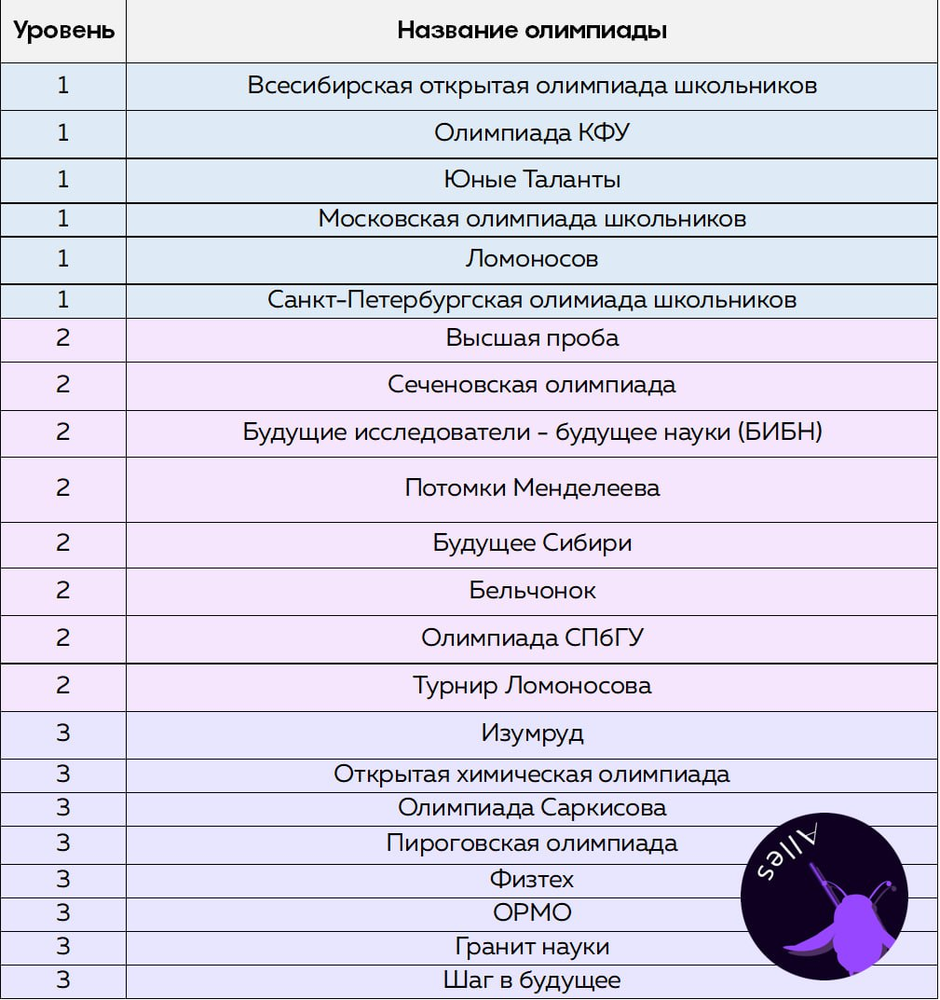 Уровень Название олимпиады
1 Всесибирская открытая олимпиада школьников
1 Олимпиада КФУ
1 Юные Таланты
1 Московская олимпиада школьников
1 Ломоносов
1 Санкт-Петербургская олимиада школьников
2 Высшая проба
2 Сеченовская олимпиада
2 Будущие исследователи - будущее науки (БИБН)
2 Потомки Менделеева
2 Будущее Сибири
2 Бельчонок
2 Олимпиада СПбГУ
2 Турнир Ломоносова
3 Изумруд
3 Открытая химическая олимпиада
3 Олимпиада Саркисова
3 Пироговская олимпиада
3 Физтех
3 ОРМО
3 Гранит науки
3 Шаг в будущее
Alles